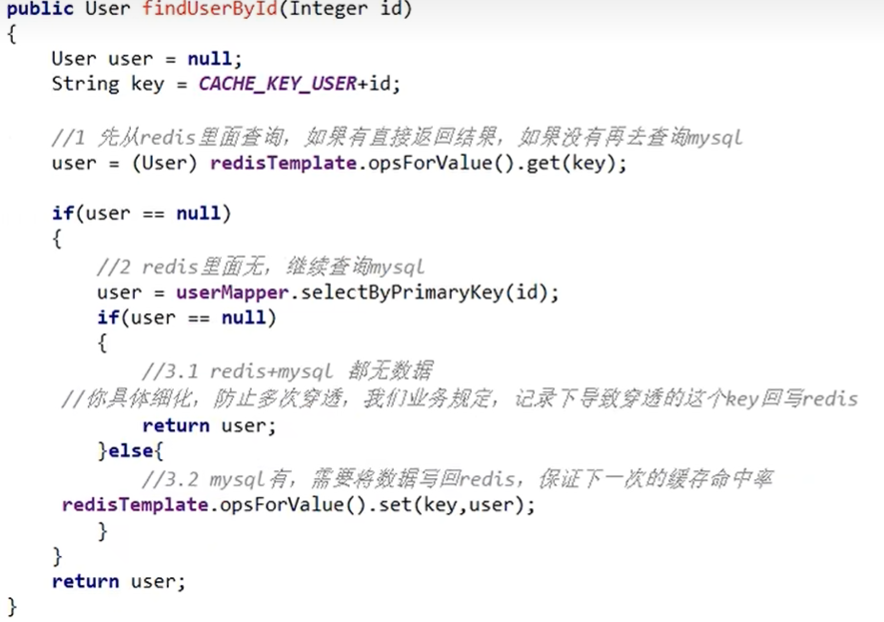 public User findUserById(Integer id)
{
    User user = null;
    String key = CACHE_KEY_USER+id;

    //1 先从redis里面查询，如果有直接返回结果，如果没有再去查询mysql
    user = (User) redisTemplate.opsForValue().get(key);

    if(user == null)
    {
        //2 redis里面无，继续查询mysql
        user = userMapper.selectByPrimaryKey(id);
        if(user == null)
        {
            //3.1 redis+mysql 都无数据
     //你具体细化，防止多次穿透，我们业务规定，记录下导致穿透的这个key回写redis
            return user;
        }else{
            //3.2 mysql有，需要将数据写回redis，保证下一次的缓存命中率
     redisTemplate.opsForValue().set(key,user);
        }
    }
    return user;
}